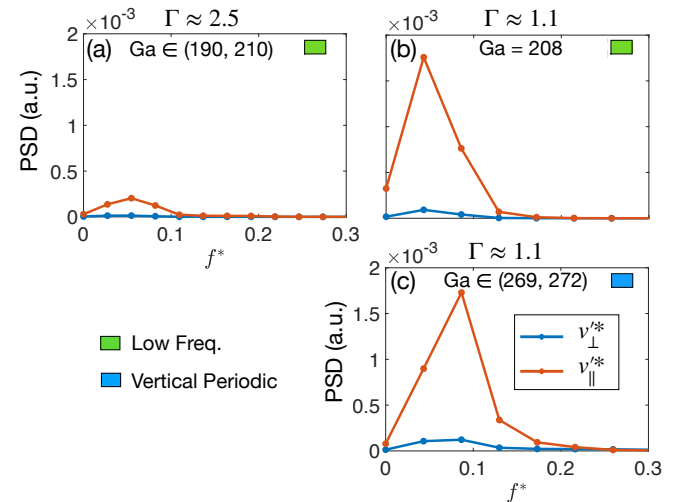 Γ ≈ 2.5
×10⁻³
(a) Ga ∈ (190, 210)
2
1.5
1
0.5
0
PSD (a.u.)
0 0.1 0.2 0.3
f*
Γ ≈ 1.1
×10⁻³
(b) Ga = 208
Γ ≈ 1.1
×10⁻³
(c) Ga ∈ (269, 272)
2
1.5
1
0.5
0
PSD (a.u.)
v′*⊥
v′*∥
0 0.1 0.2 0.3
f*
Low Freq.
Vertical Periodic